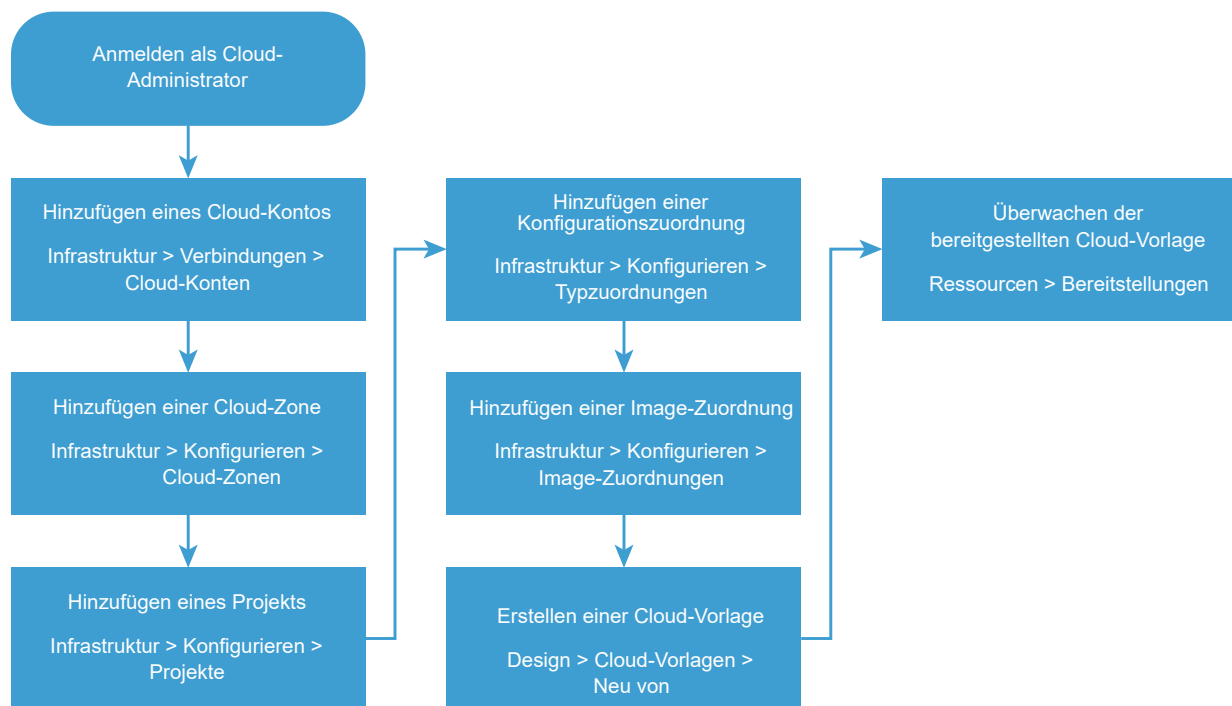 Anmelden als Cloud-
Administrator
Hinzufügen eines Cloud-Kontos
Infrastruktur > Verbindungen >
Cloud-Konten
Hinzufügen einer Cloud-Zone
Infrastruktur > Konfigurieren >
Cloud-Zonen
Hinzufügen eines Projekts
Infrastruktur > Konfigurieren >
Projekte
Hinzufügen einer
Konfigurationszuordnung
Infrastruktur > Konfigurieren >
Typzuordnungen
Hinzufügen einer Image-Zuordnung
Infrastruktur > Konfigurieren >
Image-Zuordnungen
Erstellen einer Cloud-Vorlage
Design > Cloud-Vorlagen >
Neu von
Überwachen der
bereitgestellten Cloud-Vorlage
Ressourcen > Bereitstellungen